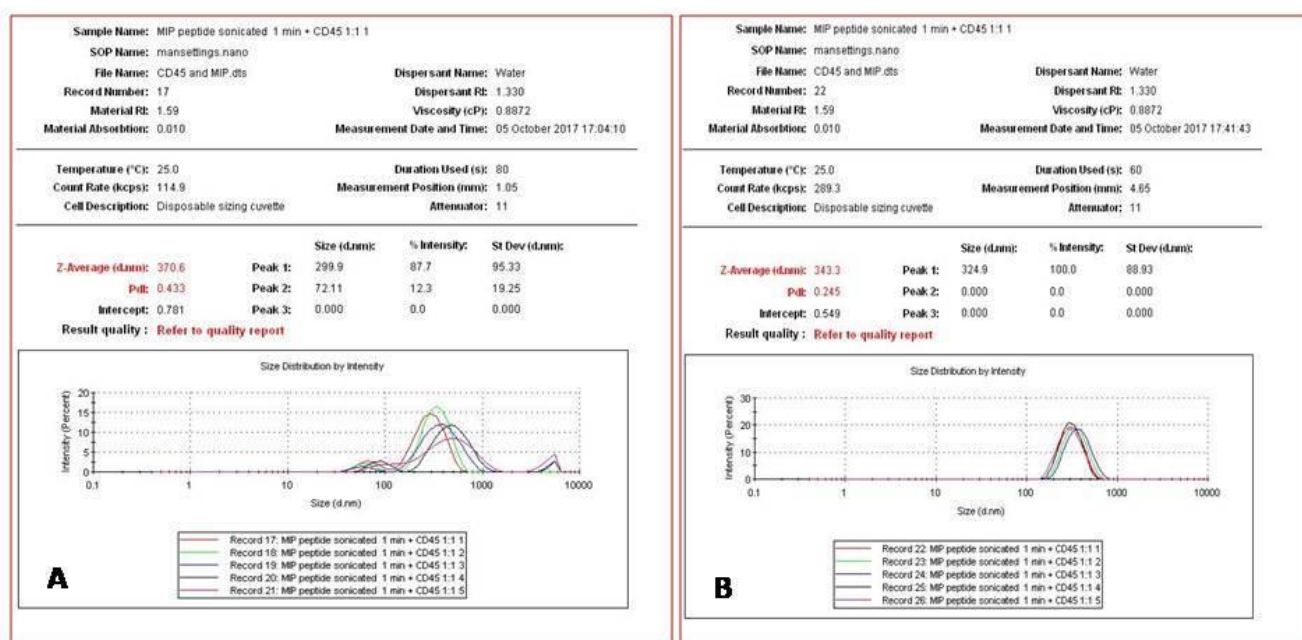 Sample Name: MIP peptide sonicated 1 min + CD45 1:1 1
SOP Name: mansettings.nano
File Name: CD45 and MIP.dts Dispersant Name: Water
Record Number: 17 Dispersant RI: 1.330
Material RI: 1.59 Viscosity (cP): 0.8872
Material Absorbtion: 0.010 Measurement Date and Time: 05 October 2017 17:04:10
Temperature (°C): 25.0 Duration Used (s): 80
Count Rate (kcps): 114.9 Measurement Position (mm): 1.05
Cell Description: Disposable sizing cuvette Attenuator: 11
Size (d.nm): % Intensity: St Dev (d.nm):
Z-Average (d.nm): 370.6 Peak 1: 299.9 87.7 95.33
PdI: 0.433 Peak 2: 72.11 12.3 19.25
Intercept: 0.781 Peak 3: 0.000 0.0 0.000
Result quality : Refer to quality report
Size Distribution by Intensity
Intensity (Percent)
20
15
10
5
0
0.1 1 10 100 1000 10000
Size (d.nm)
Record 17: MIP peptide sonicated 1 min + CD45 1:1 1
Record 18: MIP peptide sonicated 1 min + CD45 1:1 2
Record 19: MIP peptide sonicated 1 min + CD45 1:1 3
Record 20: MIP peptide sonicated 1 min + CD45 1:1 4
Record 21: MIP peptide sonicated 1 min + CD45 1:1 5
A
Sample Name: MIP peptide sonicated 1 min + CD45 1:1 1
SOP Name: mansettings.nano
File Name: CD45 and MIP.dts Dispersant Name: Water
Record Number: 22 Dispersant RI: 1.330
Material RI: 1.59 Viscosity (cP): 0.8872
Material Absorbtion: 0.010 Measurement Date and Time: 05 October 2017 17:41:43
Temperature (°C): 25.0 Duration Used (s): 60
Count Rate (kcps): 289.3 Measurement Position (mm): 4.65
Cell Description: Disposable sizing cuvette Attenuator: 11
Size (d.nm): % Intensity: St Dev (d.nm):
Z-Average (d.nm): 343.3 Peak 1: 324.9 100.0 88.93
PdI: 0.245 Peak 2: 0.000 0.0 0.000
Intercept: 0.549 Peak 3: 0.000 0.0 0.000
Result quality : Refer to quality report
Size Distribution by Intensity
Intensity (Percent)
30
20
10
0
0.1 1 10 100 1000 10000
Size (d.nm)
Record 22: MIP peptide sonicated 1 min + CD45 1:1 1
Record 23: MIP peptide sonicated 1 min + CD45 1:1 2
Record 24: MIP peptide sonicated 1 min + CD45 1:1 3
Record 25: MIP peptide sonicated 1 min + CD45 1:1 4
Record 26: MIP peptide sonicated 1 min + CD45 1:1 5
B